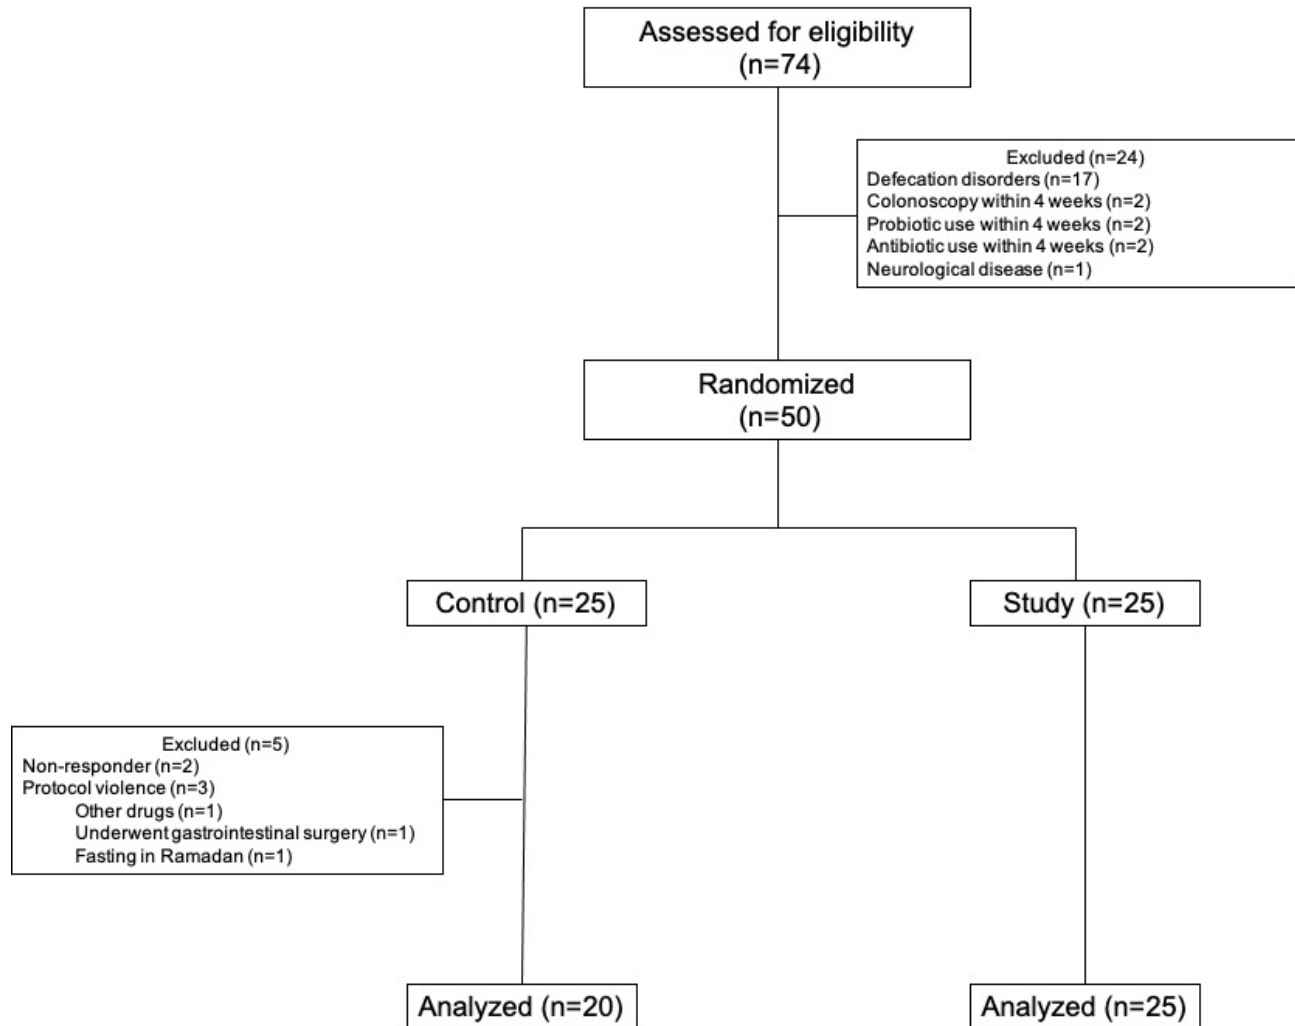 Assessed for eligibility
(n=74)
Excluded (n=24)
Defecation disorders (n=17)
Colonoscopy within 4 weeks (n=2)
Probiotic use within 4 weeks (n=2)
Antibiotic use within 4 weeks (n=2)
Neurological disease (n=1)
Randomized
(n=50)
Control (n=25)
Study (n=25)
Excluded (n=5)
Non-responder (n=2)
Protocol violence (n=3)
Other drugs (n=1)
Underwent gastrointestinal surgery (n=1)
Fasting in Ramadan (n=1)
Analyzed (n=20)
Analyzed (n=25)